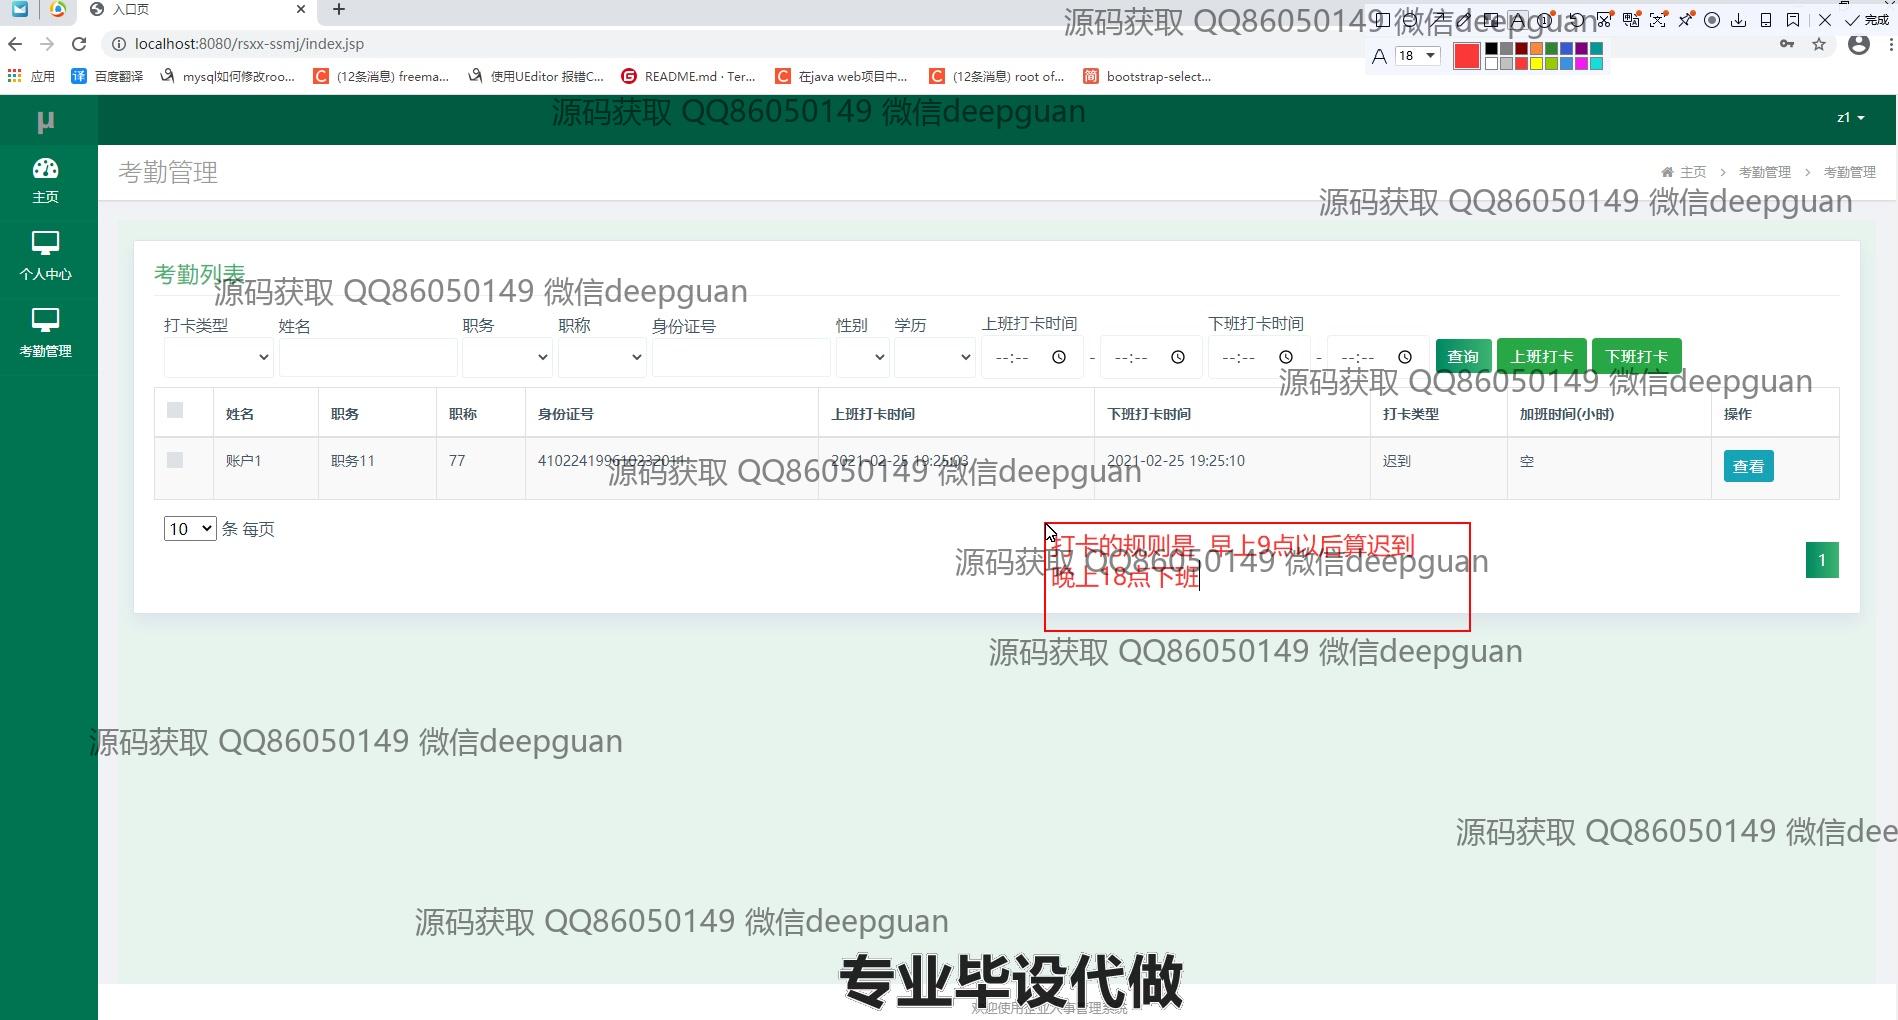 入口页
源码获取 QQ86050149 微信deepguan
完成
localhost:8080/rsxx-ssmj/index.jsp
A 18
应用 百度翻译 mysql如何修改roo... (12条消息) freema... 使用UEditor 报错C... README.md · Ter... 在java web项目中... (12条消息) root of... bootstrap-select...
源码获取 QQ86050149 微信deepguan
μ z1
主页
个人中心
考勤管理
考勤管理
主页 > 考勤管理 > 考勤管理
源码获取 QQ86050149 微信deepguan
考勤列表
源码获取 QQ86050149 微信deepguan
打卡类型 姓名 职务 职称 身份证号 性别 学历 上班打卡时间 下班打卡时间
--:-- - --:-- --:-- - --:-- 查询 上班打卡 下班打卡
源码获取 QQ86050149 微信deepguan
姓名 职务 职称 身份证号 上班打卡时间 下班打卡时间 打卡类型 加班时间(小时) 操作
账户1 职务11 77 2021-02-25 19:25:03 2021-02-25 19:25:10 迟到 空 查看
源码获取 QQ86050149 微信deepguan
10 条 每页
打卡的规则是 早上9点以后算迟到
晚上18点下班
源码获取 QQ86050149 微信deepguan
1
源码获取 QQ86050149 微信deepguan
源码获取 QQ86050149 微信deepguan
源码获取 QQ86050149 微信dee
源码获取 QQ86050149 微信deepguan
专业毕设代做
欢迎使用企业人事管理系统